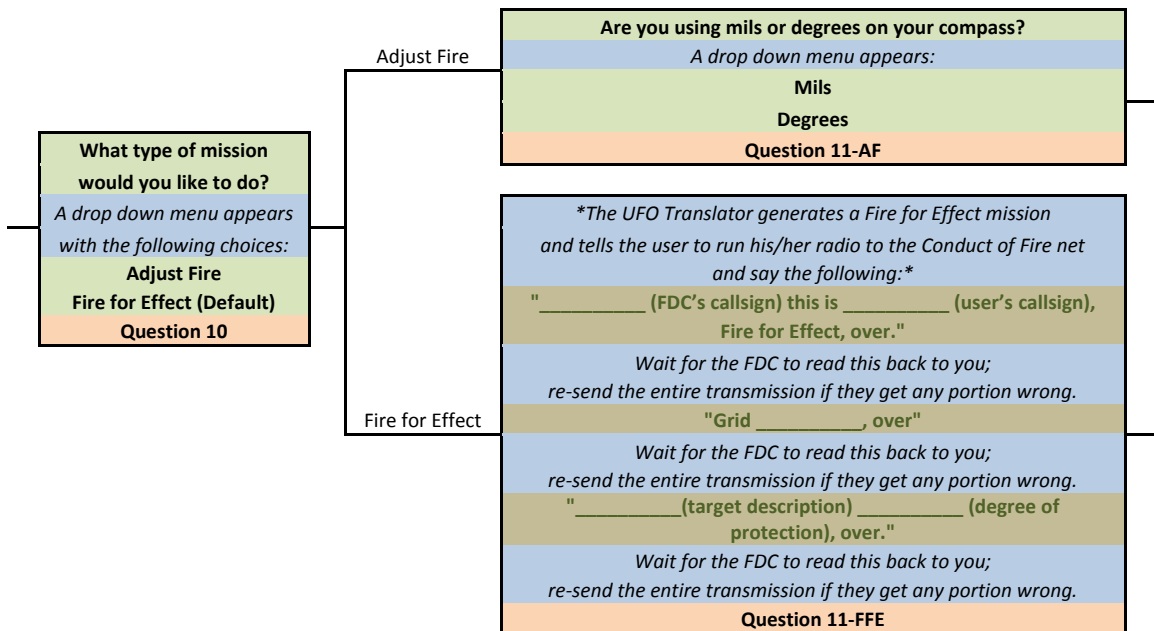 What type of mission
would you like to do?
A drop down menu appears
with the following choices:
Adjust Fire
Fire for Effect (Default)
Question 10
Adjust Fire
Are you using mils or degrees on your compass?
A drop down menu appears:
Mils
Degrees
Question 11-AF
Fire for Effect
*The UFO Translator generates a Fire for Effect mission
and tells the user to run his/her radio to the Conduct of Fire net
and say the following:*
"__________ (FDC's callsign) this is __________ (user's callsign),
Fire for Effect, over."
Wait for the FDC to read this back to you;
re-send the entire transmission if they get any portion wrong.
"Grid __________, over"
Wait for the FDC to read this back to you;
re-send the entire transmission if they get any portion wrong.
"__________(target description) __________ (degree of
protection), over."
Wait for the FDC to read this back to you;
re-send the entire transmission if they get any portion wrong.
Question 11-FFE